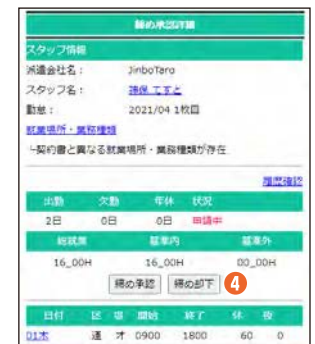 締め承認詳細
スタッフ情報
派遣会社名： JinboTaro
スタッフ名： 神保 てすと
勤怠： 2021/04 1枚目
就業場所・業務種類
└契約書と異なる就業場所・業務種類が存在
履歴確認
出勤 欠勤 年休 状況
2日 0日 0日 申請中
総就業 基準内 基準外
16_00H 16_00H 00_00H
締め承認 締め却下 4
日付 区 環 開始 終了 休 夜
01木 通 オ 0900 1800 60 0